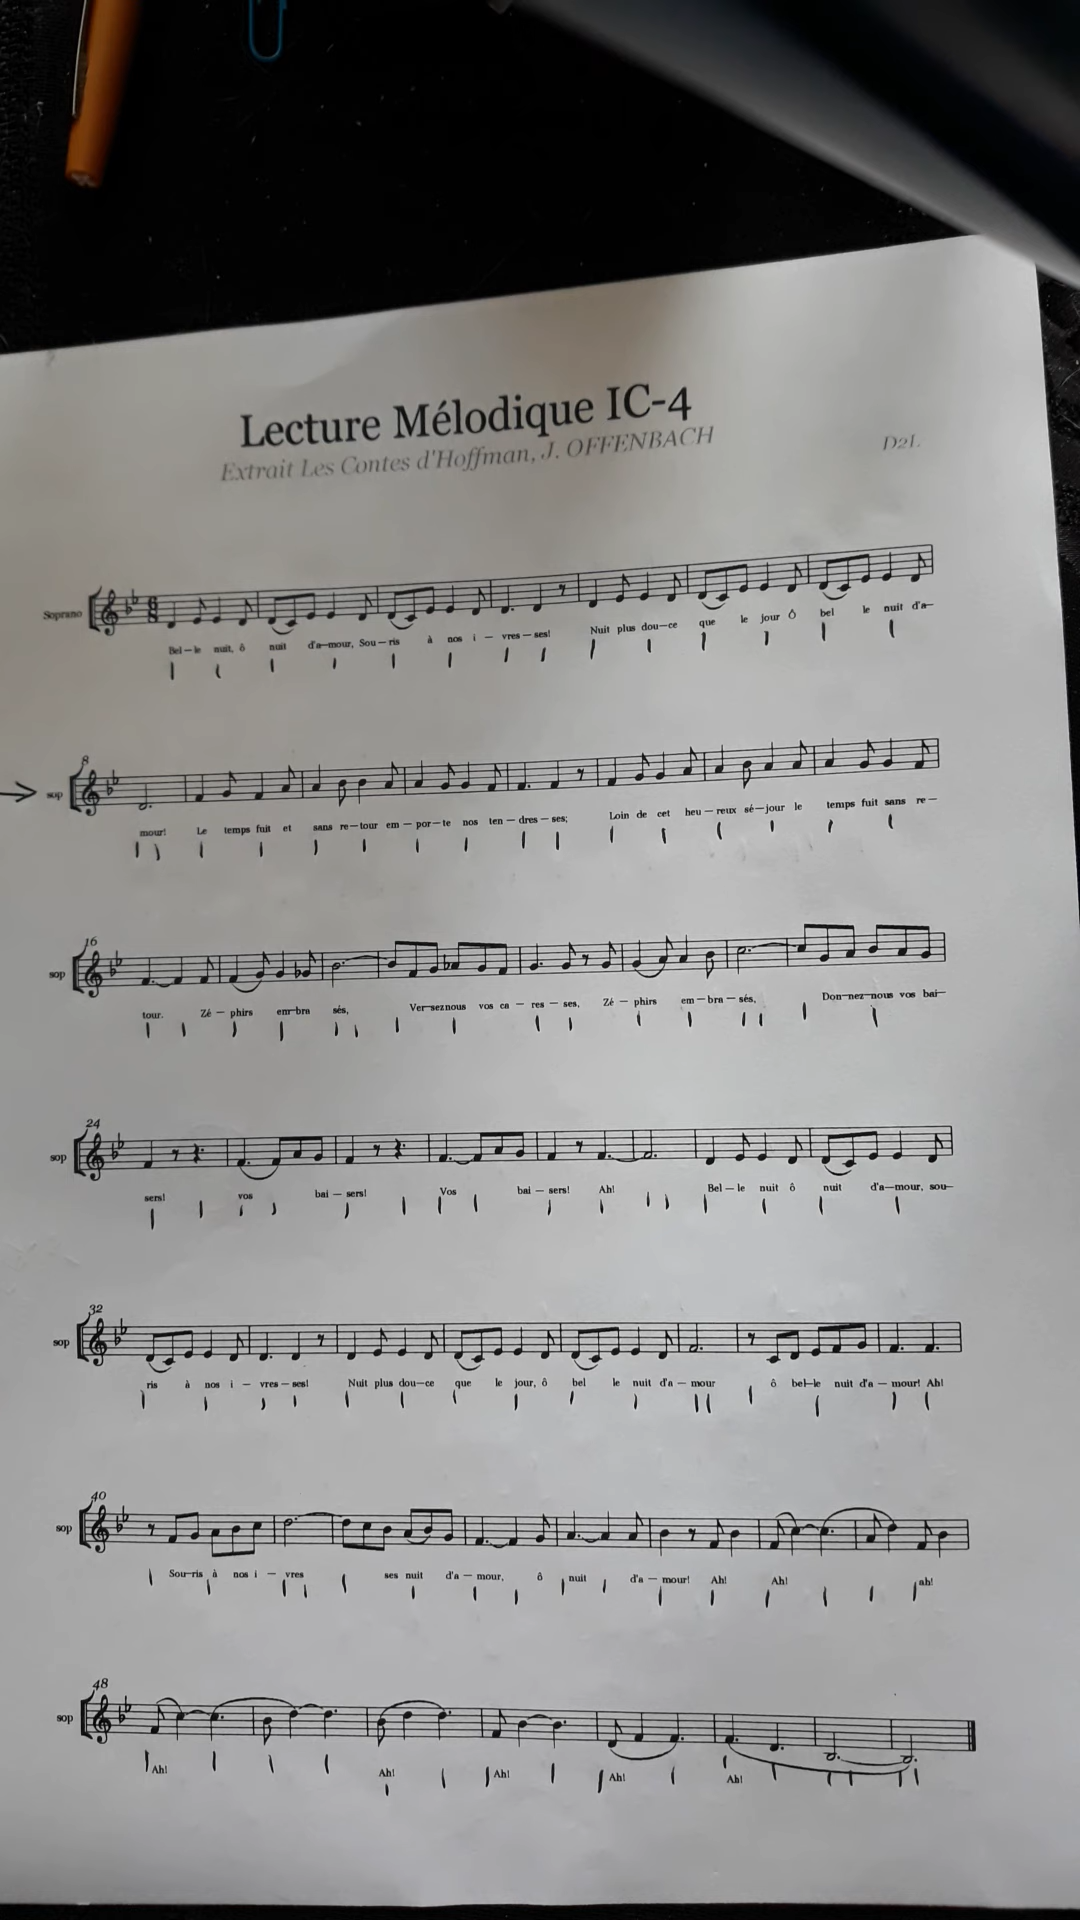 Lecture Mélodique IC-4
Extrait Les Contes d'Hoffman, J. OFFENBACH
D2L
Soprano
6
8
Bel—le nuit, ô nuit d'a—mour, Sou—ris à nos i — vres — ses! Nuit plus dou—ce que le jour Ô bel le nuit d'a—
8
sop
mour! Le temps fuit et sans re—tour em — por—te nos ten — dres — ses; Loin de cet heu — reux sé—jour le temps fuit sans re —
16
sop
tour. Zé — phirs em—bra sés, Ver—seznous vos ca — res — ses, Zé — phirs em — bra — sés, Don—nez—nous vos bai—
24
sop
sers! vos bai — sers! Vos bai — sers! Ah! Bel — le nuit ô nuit d'a—mour, sou—
32
sop
ris à nos i — vres — ses! Nuit plus dou—ce que le jour, ô bel le nuit d'a — mour ô bel—le nuit d'a — mour! Ah!
40
sop
Sou—ris à nos i — vres ses nuit d'a — mour, ô nuit d'a — mour! Ah! Ah! ah!
48
sop
Ah! Ah! Ah! Ah! Ah!